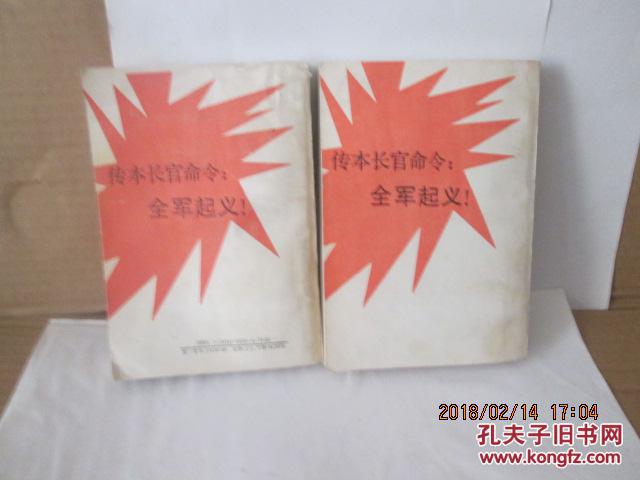 传本长官命令：
全军起义！
传本长官命令：
全军起义！
2018/02/14 17:04
孔夫子旧书网
www.kongfz.com